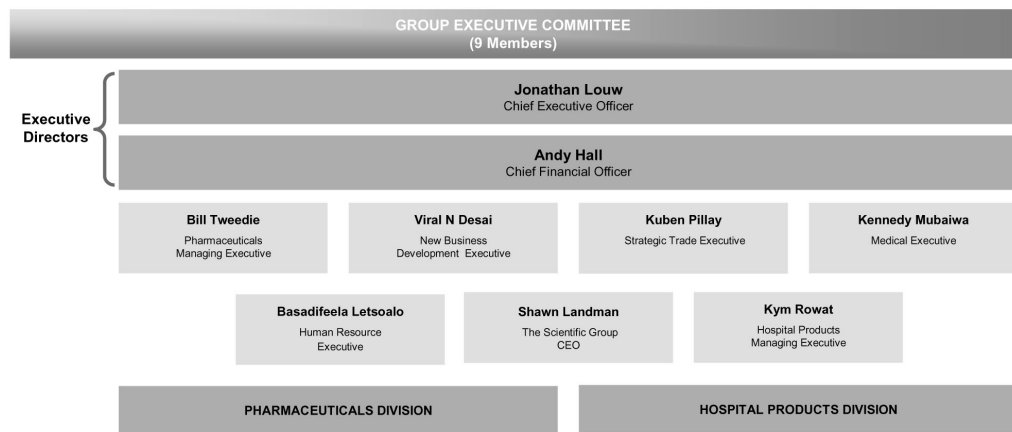 GROUP EXECUTIVE COMMITTEE
(9 Members)
Executive
Directors
Jonathan Louw
Chief Executive Officer
Andy Hall
Chief Financial Officer
Bill Tweedie
Pharmaceuticals
Managing Executive
Viral N Desai
New Business
Development Executive
Kuben Pillay
Strategic Trade Executive
Kennedy Mubaiwa
Medical Executive
Basadifeela Letsoalo
Human Resource
Executive
Shawn Landman
The Scientific Group
CEO
Kym Rowat
Hospital Products
Managing Executive
PHARMACEUTICALS DIVISION
HOSPITAL PRODUCTS DIVISION